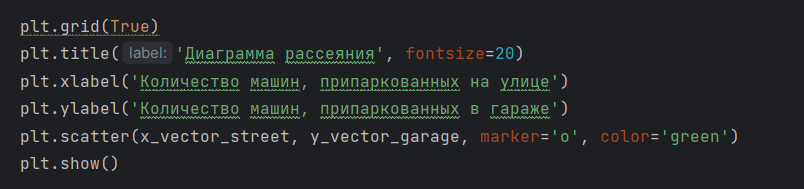 plt.grid(True)
plt.title(label: 'Диаграмма рассеяния', fontsize=20)
plt.xlabel('Количество машин, припаркованных на улице')
plt.ylabel('Количество машин, припаркованных в гараже')
plt.scatter(x_vector_street, y_vector_garage, marker='o', color='green')
plt.show()